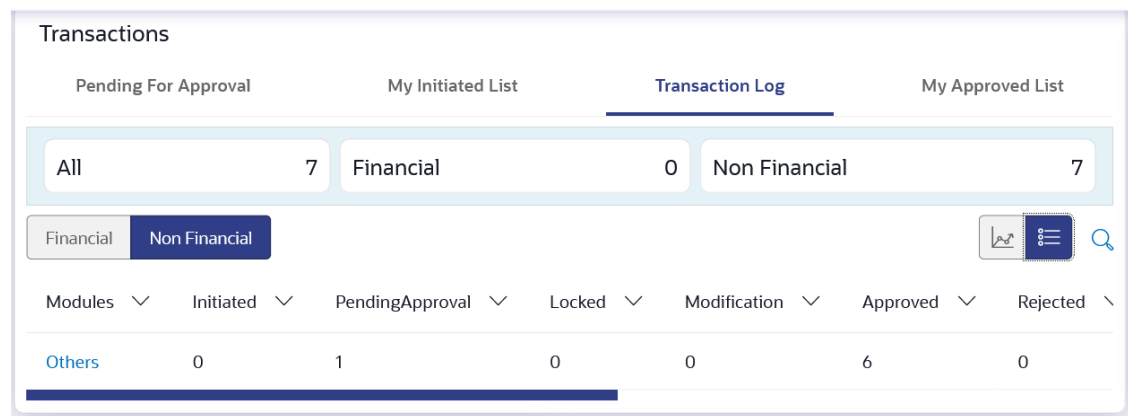 Transactions
Pending For Approval My Initiated List Transaction Log My Approved List
All 7 Financial 0 Non Financial 7
Financial Non Financial
Modules Initiated PendingApproval Locked Modification Approved Rejected
Others 0 1 0 0 6 0